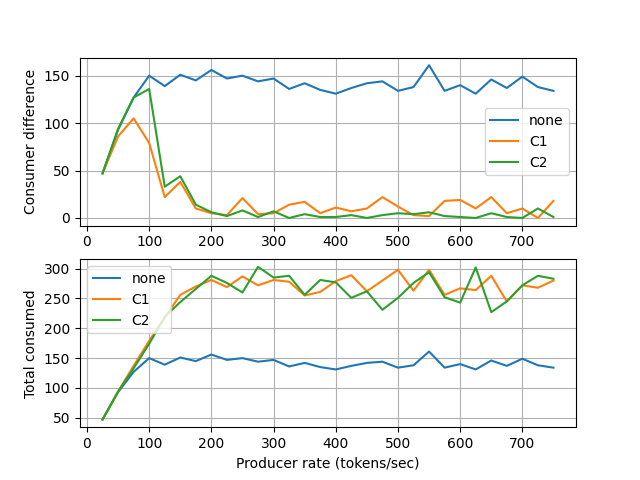 Consumer difference
150
100
50
0
none
C1
C2
0 100 200 300 400 500 600 700
Total consumed
300
250
200
150
100
50
none
C1
C2
0 100 200 300 400 500 600 700
Producer rate (tokens/sec)